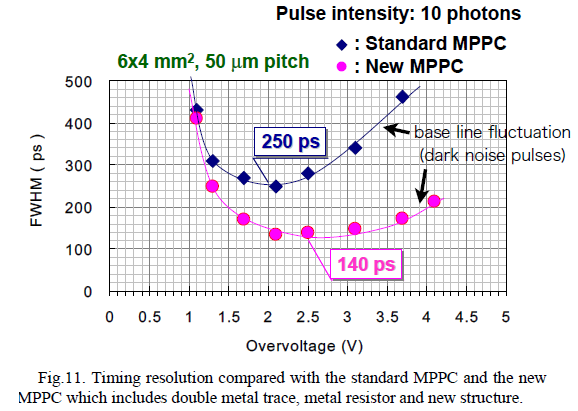 Pulse intensity: 10 photons
◆ : Standard MPPC
● : New MPPC
6x4 mm², 50 μm pitch
500
400
300
200
100
0
FWHM ( ps )
250 ps
140 ps
base line fluctuation
(dark noise pulses)
0 0.5 1 1.5 2 2.5 3 3.5 4 4.5 5
Overvoltage (V)
Fig.11. Timing resolution compared with the standard MPPC and the new
MPPC which includes double metal trace, metal resistor and new structure.